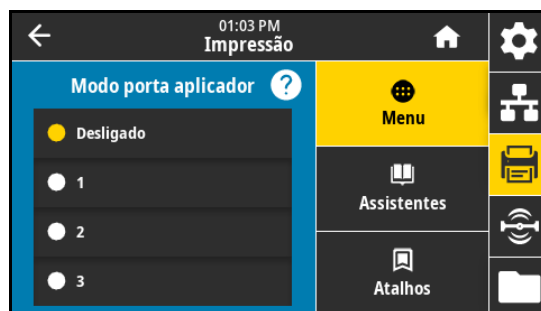 01:03 PM
Impressão
Modo porta aplicador ?
Desligado
1
2
3
Menu
Assistentes
Atalhos